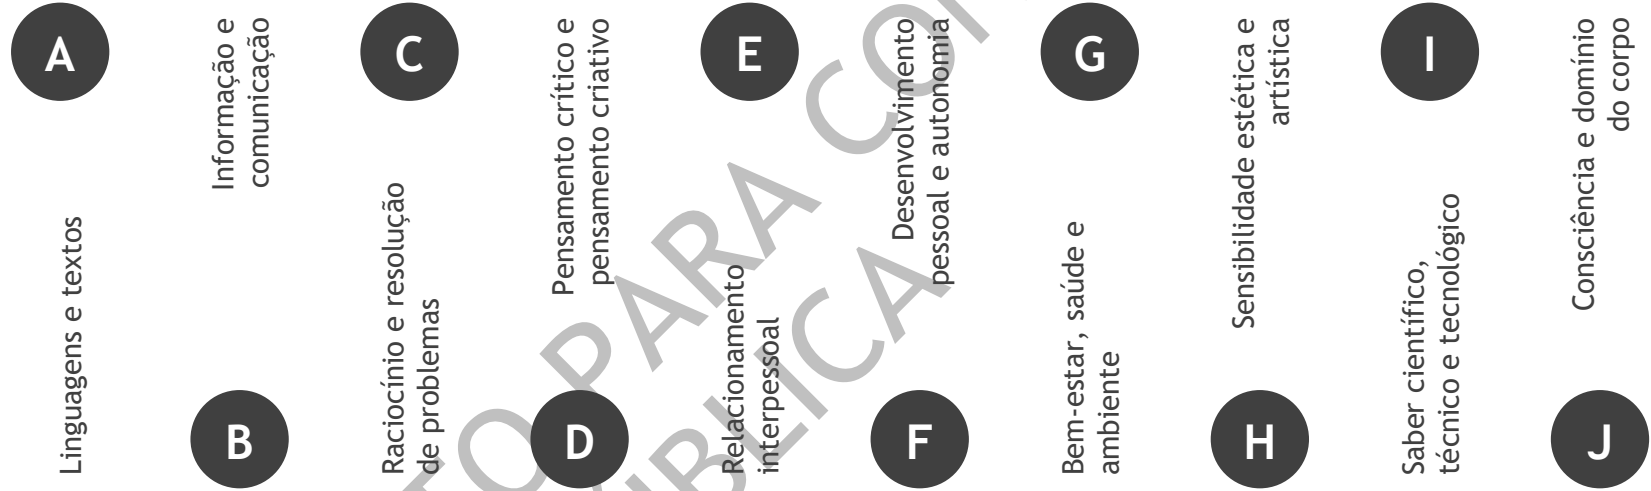 A
Linguagens e textos
B
Informação e
comunicação
C
Raciocínio e resolução
de problemas
D
Pensamento crítico e
pensamento criativo
E
Relacionamento
interpessoal
F
Desenvolvimento
pessoal e autonomia
G
Bem-estar, saúde e
ambiente
H
Sensibilidade estética e
artística
I
Saber científico,
técnico e tecnológico
J
Consciência e domínio
do corpo
PARA